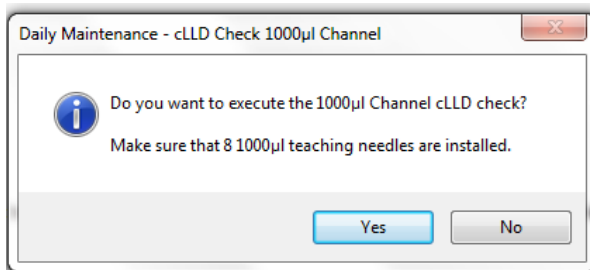 Daily Maintenance - cLLD Check 1000µl Channel
Do you want to execute the 1000µl Channel cLLD check?
Make sure that 8 1000µl teaching needles are installed.
Yes
No